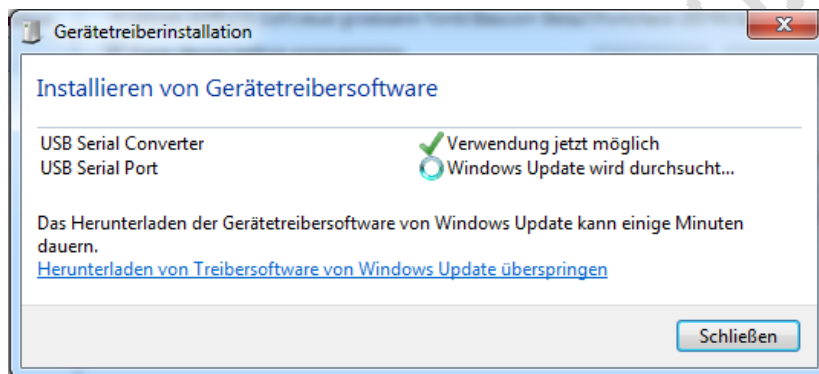 Gerätetreiberinstallation
Installieren von Gerätetreibersoftware
USB Serial Converter Verwendung jetzt möglich
USB Serial Port Windows Update wird durchsucht...
Das Herunterladen der Gerätetreibersoftware von Windows Update kann einige Minuten
dauern.
Herunterladen von Treibersoftware von Windows Update überspringen
Schließen